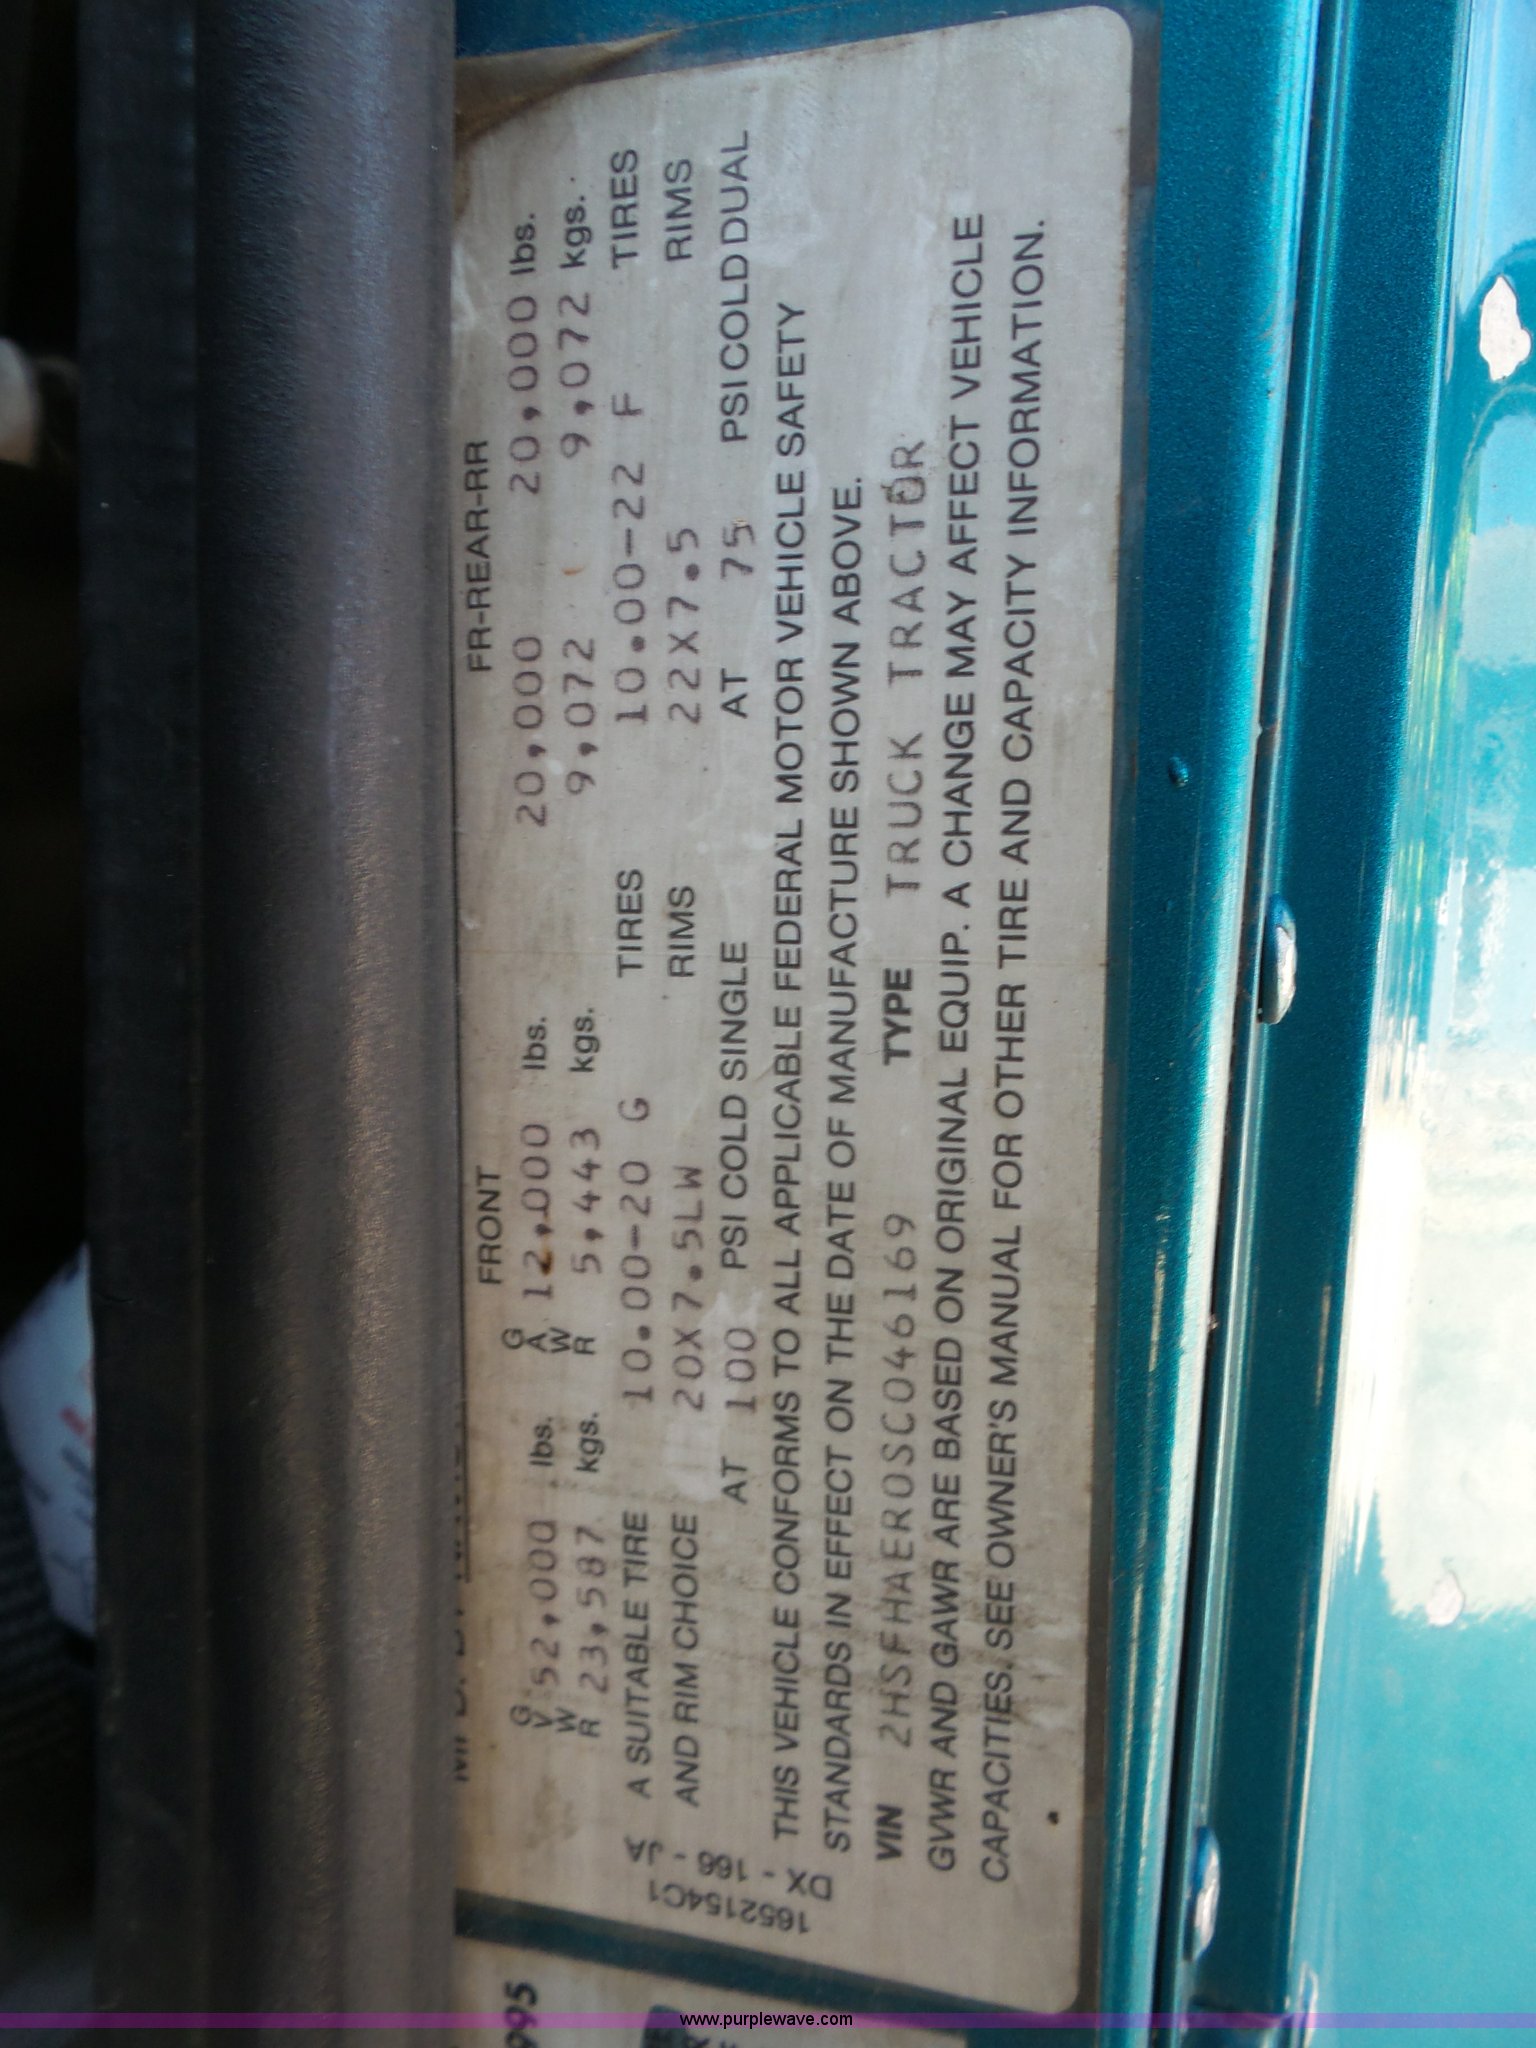 FRONT FR-REAR-RR
GVWR 52,000 lbs. GAWR 12,000 lbs. 20,000 20,000 lbs.
23,587 kgs. 5,443 kgs. 9,072 9,072 kgs.
A SUITABLE TIRE 10.00-20 G TIRES 10.00-22 F TIRES
AND RIM CHOICE 20X7.5LW RIMS 22X7.5 RIMS
AT 100 PSI COLD SINGLE AT 75 PSI COLD DUAL
THIS VEHICLE CONFORMS TO ALL APPLICABLE FEDERAL MOTOR VEHICLE SAFETY
STANDARDS IN EFFECT ON THE DATE OF MANUFACTURE SHOWN ABOVE.
VIN 2HSFHAER0SC046169 TYPE TRUCK TRACTOR
GVWR AND GAWR ARE BASED ON ORIGINAL EQUIP. A CHANGE MAY AFFECT VEHICLE
CAPACITIES. SEE OWNER'S MANUAL FOR OTHER TIRE AND CAPACITY INFORMATION.
1652154C1
DX - 166 - JA
995
www.purplewave.com